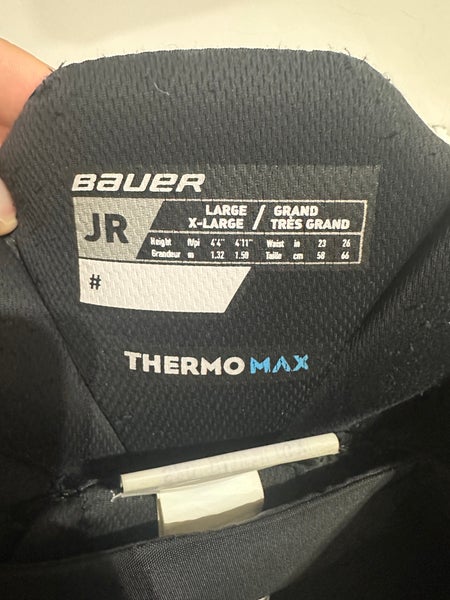 BAUER
JR
LARGE / GRAND
X-LARGE / TRÈS GRAND
Height ft/pi 4'4" 4'11" Waist in 23 26
Grandeur m 1.32 1.50 Taille cm 58 66
#
THERMO MAX